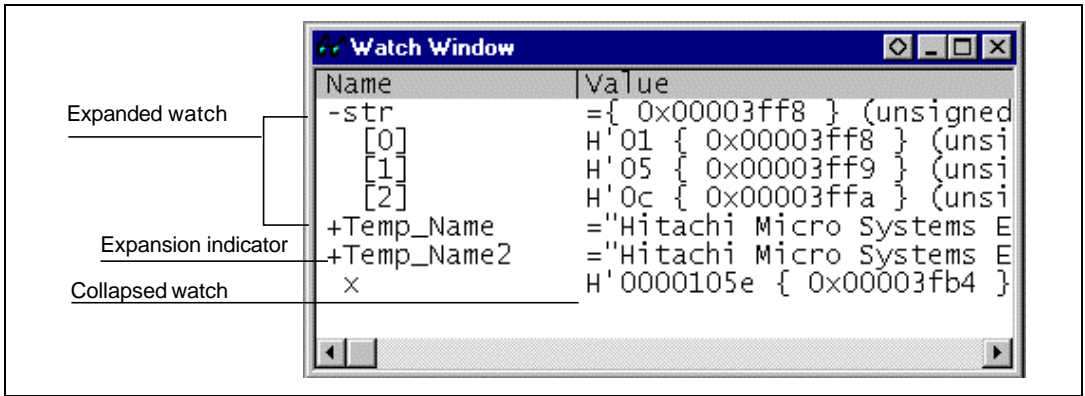 Watch Window
Name Value
Expanded watch
-str ={ 0x00003ff8 } (unsigned
[0] H'01 { 0x00003ff8 } (unsi
[1] H'05 { 0x00003ff9 } (unsi
[2] H'0c { 0x00003ffa } (unsi
+Temp_Name ="Hitachi Micro Systems E
Expansion indicator
+Temp_Name2 ="Hitachi Micro Systems E
Collapsed watch
x H'0000105e { 0x00003fb4 }